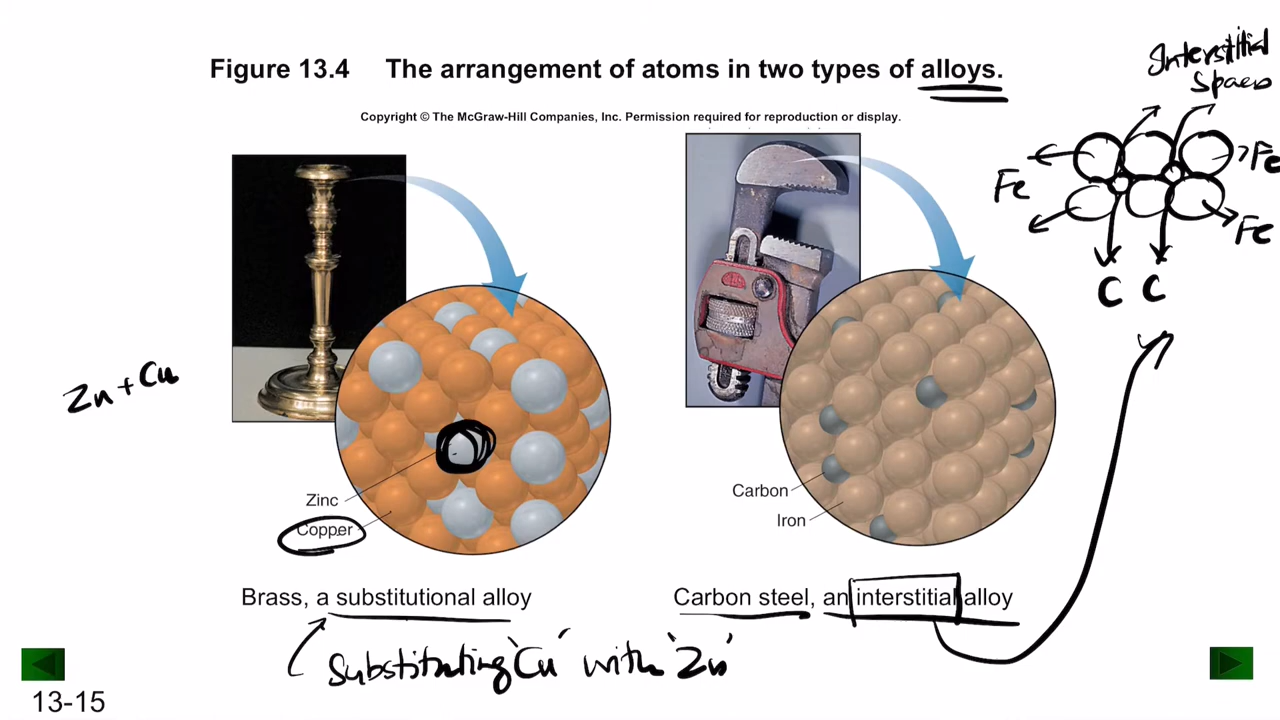 Figure 13.4 The arrangement of atoms in two types of alloys.
Copyright © The McGraw-Hill Companies, Inc. Permission required for reproduction or display.
Interstitial
Spaces
Fe
Fe
Fe
C C
Zn + Cu
Zinc
Copper
Carbon
Iron
Brass, a substitutional alloy
Carbon steel, an interstitial alloy
Substituting 'Cu' with 'Zn'
13-15